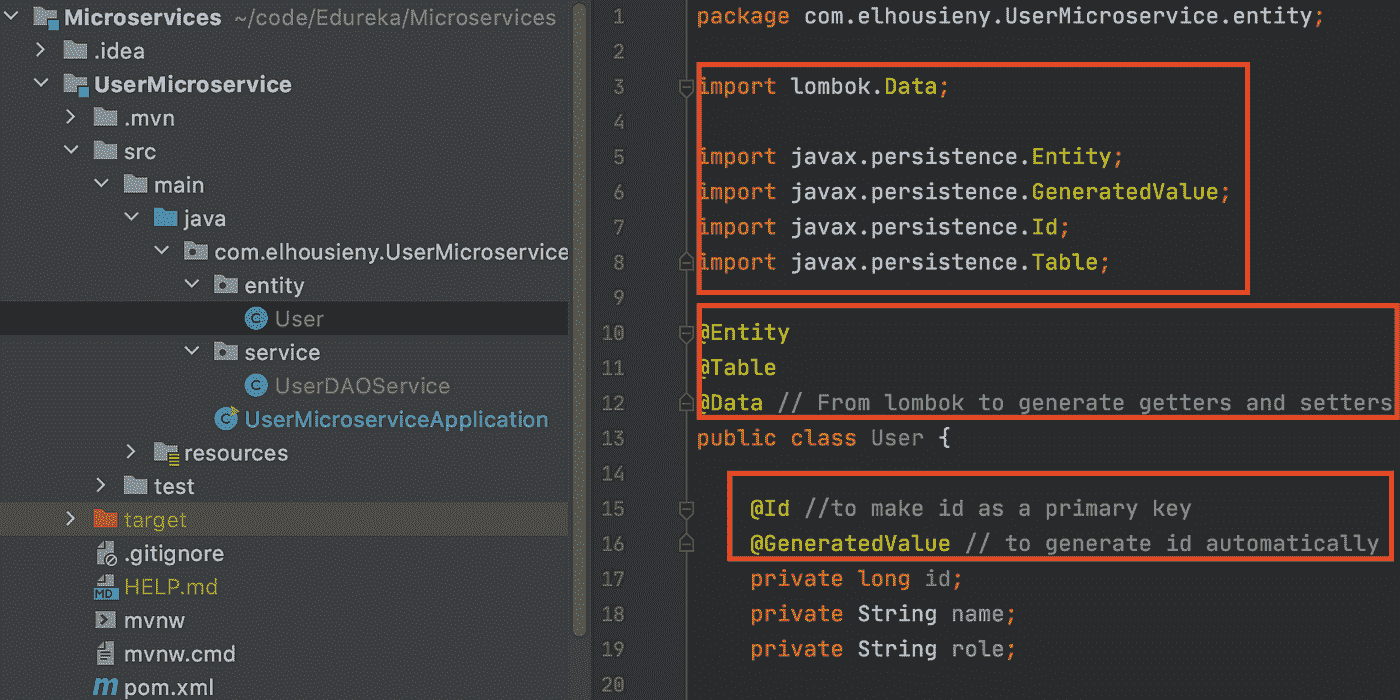 Microservices ~/code/Edureka/Microservices
.idea
UserMicroservice
.mvn
src
main
java
com.elhousieny.UserMicroservice
entity
User
service
UserDAOService
UserMicroserviceApplication
resources
test
target
.gitignore
HELP.md
mvnw
mvnw.cmd
pom.xml
1 package com.elhousieny.UserMicroservice.entity;
2
3 import lombok.Data;
4
5 import javax.persistence.Entity;
6 import javax.persistence.GeneratedValue;
7 import javax.persistence.Id;
8 import javax.persistence.Table;
9
10 @Entity
11 @Table
12 @Data // From lombok to generate getters and setters
13 public class User {
14
15 @Id //to make id as a primary key
16 @GeneratedValue // to generate id automatically
17 private long id;
18 private String name;
19 private String role;
20